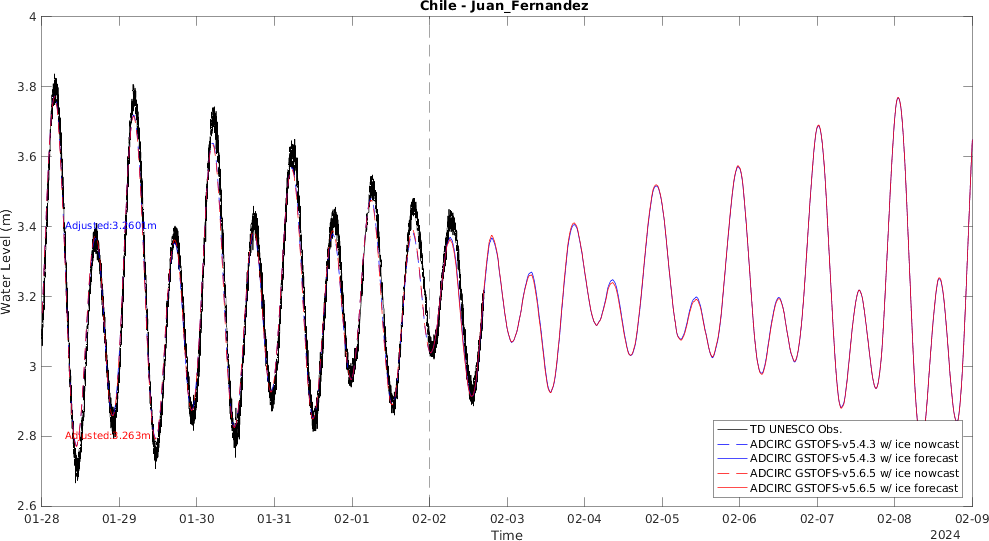 Chile - Juan_Fernandez
Water Level (m)
4
3.8
3.6
3.4
3.2
3
2.8
2.6
Adjusted:3.2601m
Adjusted:3.263m
TD UNESCO Obs.
ADCIRC GSTOFS-v5.4.3 w/ ice nowcast
ADCIRC GSTOFS-v5.4.3 w/ ice forecast
ADCIRC GSTOFS-v5.6.5 w/ ice nowcast
ADCIRC GSTOFS-v5.6.5 w/ ice forecast
01-28 01-29 01-30 01-31 02-01 02-02 02-03 02-04 02-05 02-06 02-07 02-08 02-09
Time
2024